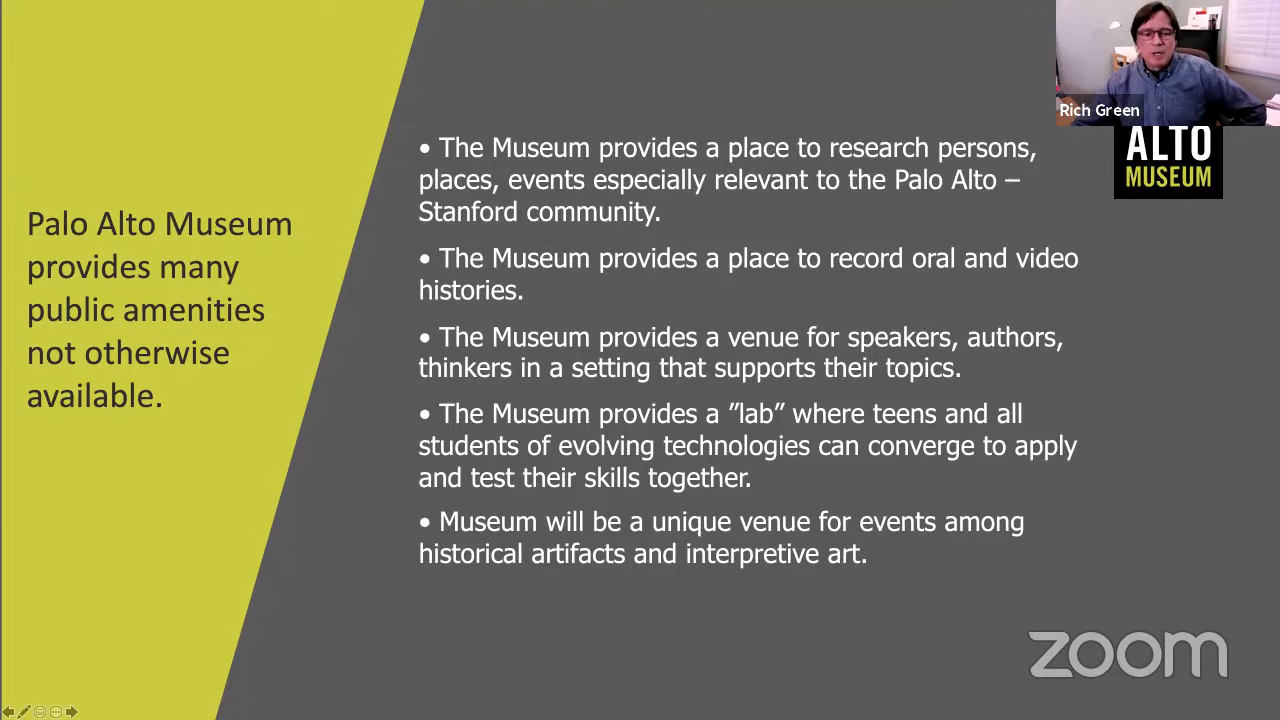 Rich Green
ALTO
MUSEUM
Palo Alto Museum
provides many
public amenities
not otherwise
available.
• The Museum provides a place to research persons,
places, events especially relevant to the Palo Alto –
Stanford community.
• The Museum provides a place to record oral and video
histories.
• The Museum provides a venue for speakers, authors,
thinkers in a setting that supports their topics.
• The Museum provides a ”lab” where teens and all
students of evolving technologies can converge to apply
and test their skills together.
• Museum will be a unique venue for events among
historical artifacts and interpretive art.
zoom